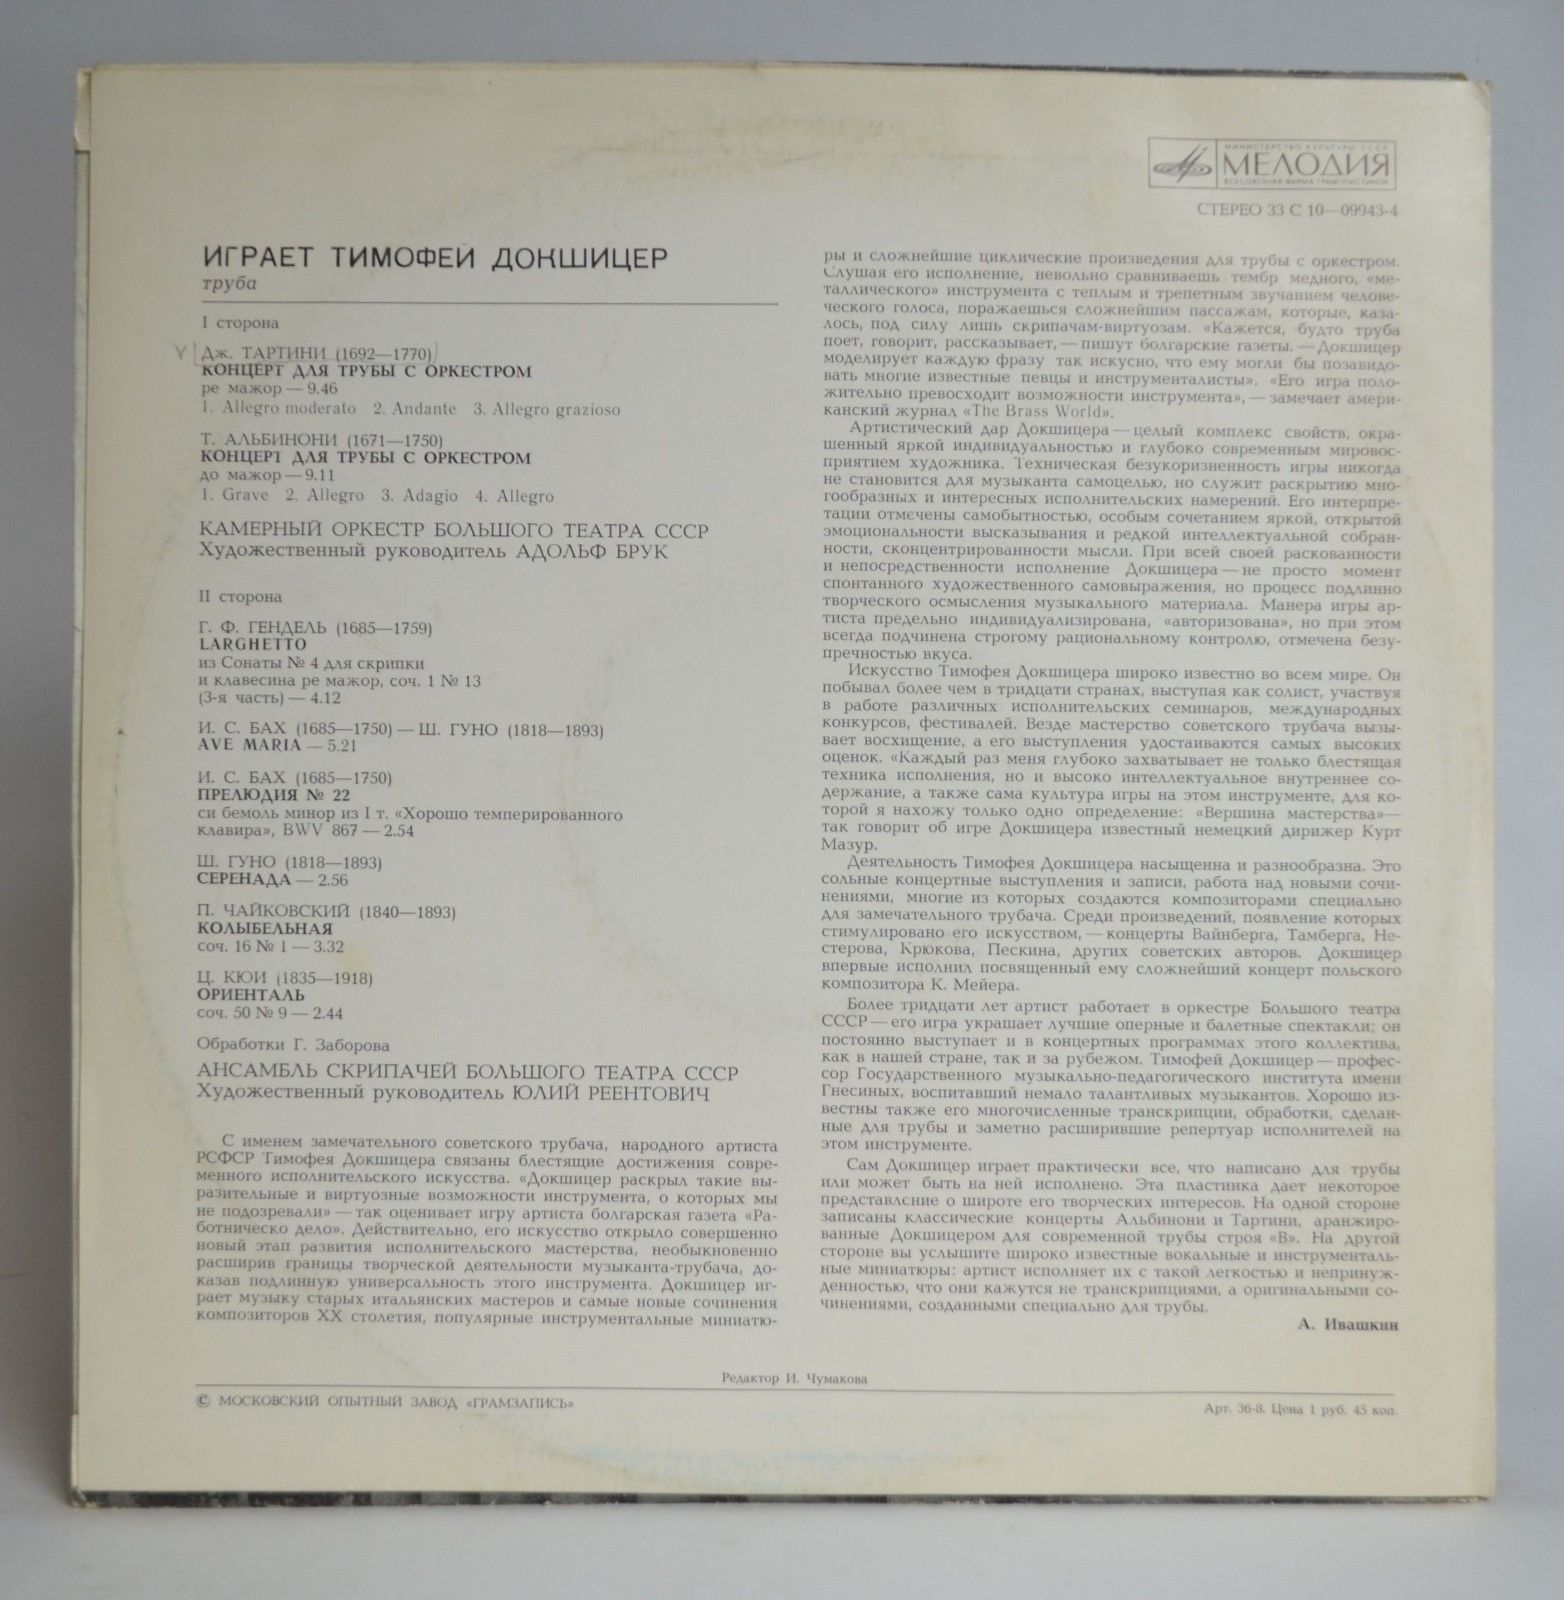 МИНИСТЕРСТВО КУЛЬТУРЫ СССР
МЕЛОДИЯ
ВСЕСОЮЗНАЯ ФИРМА ГРАМПЛАСТИНОК
СТЕРЕО 33 С 10—09943-4
ИГРАЕТ ТИМОФЕЙ ДОКШИЦЕР
труба
I сторона
Дж. ТАРТИНИ (1692—1770)
КОНЦЕРТ ДЛЯ ТРУБЫ С ОРКЕСТРОМ
ре мажор — 9.46
1. Allegro moderato 2. Andante 3. Allegro grazioso
Т. АЛЬБИНОНИ (1671—1750)
КОНЦЕРТ ДЛЯ ТРУБЫ С ОРКЕСТРОМ
до мажор — 9.11
1. Grave 2. Allegro 3. Adagio 4. Allegro
КАМЕРНЫЙ ОРКЕСТР БОЛЬШОГО ТЕАТРА СССР
Художественный руководитель АДОЛЬФ БРУК
II сторона
Г. Ф. ГЕНДЕЛЬ (1685—1759)
LARGHETTO
из Сонаты № 4 для скрипки
и клавесина ре мажор, соч. 1 № 13
(3-я часть) — 4.12
И. С. БАХ (1685—1750) — Ш. ГУНО (1818—1893)
AVE MARIA — 5.21
И. С. БАХ (1685—1750)
ПРЕЛЮДИЯ № 22
си бемоль минор из I т. «Хорошо темперированного
клавира», BWV 867 — 2.54
Ш. ГУНО (1818—1893)
СЕРЕНАДА — 2.56
П. ЧАЙКОВСКИЙ (1840—1893)
КОЛЫБЕЛЬНАЯ
соч. 16 № 1 — 3.32
Ц. КЮИ (1835—1918)
ОРИЕНТАЛЬ
соч. 50 № 9 — 2.44
Обработки Г. Заборова
АНСАМБЛЬ СКРИПАЧЕЙ БОЛЬШОГО ТЕАТРА СССР
Художественный руководитель ЮЛИЙ РЕЕНТОВИЧ
С именем замечательного советского трубача, народного артиста
РСФСР Тимофея Докшицера связаны блестящие достижения совре-
менного исполнительского искусства. «Докшицер раскрыл такие вы-
разительные и виртуозные возможности инструмента, о которых мы
не подозревали» — так оценивает игру артиста болгарская газета «Ра-
ботническо дело». Действительно, его искусство открыло совершенно
новый этап развития исполнительского мастерства, необыкновенно
расширив границы творческой деятельности музыканта-трубача, до-
казав подлинную универсальность этого инструмента. Докшицер иг-
рает музыку старых итальянских мастеров и самые новые сочинения
композиторов XX столетия, популярные инструментальные миниатю-
ры и сложнейшие циклические произведения для трубы с оркестром.
Слушая его исполнение, невольно сравниваешь тембр медного, «ме-
таллического» инструмента с теплым и трепетным звучанием челове-
ческого голоса, поражаешься сложнейшим пассажам, которые, каза-
лось, под силу лишь скрипачам-виртуозам. «Кажется, будто труба
поет, говорит, рассказывает, — пишут болгарские газеты. — Докшицер
моделирует каждую фразу так искусно, что ему могли бы позавидо-
вать многие известные певцы и инструменталисты». «Его игра поло-
жительно превосходит возможности инструмента», — замечает амери-
канский журнал «The Brass World».
Артистический дар Докшицера — целый комплекс свойств, окра-
шенный яркой индивидуальностью и глубоко современным мировос-
приятием художника. Техническая безукоризненность игры никогда
не становится для музыканта самоцелью, но служит раскрытию мно-
гообразных и интересных исполнительских намерений. Его интерпре-
тации отмечены самобытностью, особым сочетанием яркой, открытой
эмоциональности высказывания и редкой интеллектуальной собран-
ности, сконцентрированности мысли. При всей своей раскованности
и непосредственности исполнение Докшицера — не просто момент
спонтанного художественного самовыражения, но процесс подлинно
творческого осмысления музыкального материала. Манера игры ар-
тиста предельно индивидуализирована, «авторизована», но при этом
всегда подчинена строгому рациональному контролю, отмечена безу-
пречностью вкуса.
Искусство Тимофея Докшицера широко известно во всем мире. Он
побывал более чем в тридцати странах, выступая как солист, участвуя
в работе различных исполнительских семинаров, международных
конкурсов, фестивалей. Везде мастерство советского трубача вызы-
вает восхищение, а его выступления удостаиваются самых высоких
оценок. «Каждый раз меня глубоко захватывает не только блестящая
техника исполнения, но и высоко интеллектуальное внутреннее со-
держание, а также сама культура игры на этом инструменте, для ко-
торой я нахожу только одно определение: «Вершина мастерства»—
так говорит об игре Докшицера известный немецкий дирижер Курт
Мазур.
Деятельность Тимофея Докшицера насыщенна и разнообразна. Это
сольные концертные выступления и записи, работа над новыми сочи-
нениями, многие из которых создаются композиторами специально
для замечательного трубача. Среди произведений, появление которых
стимулировано его искусством, — концерты Вайнберга, Тамберга, Не-
стерова, Крюкова, Пескина, других советских авторов. Докшицер
впервые исполнил посвященный ему сложнейший концерт польского
композитора К. Мейера.
Более тридцати лет артист работает в оркестре Большого театра
СССР — его игра украшает лучшие оперные и балетные спектакли; он
постоянно выступает и в концертных программах этого коллектива,
как в нашей стране, так и за рубежом. Тимофей Докшицер — профес-
сор Государственного музыкально-педагогического института имени
Гнесиных, воспитавший немало талантливых музыкантов. Хорошо из-
вестны также его многочисленные транскрипции, обработки, сделан-
ные для трубы и заметно расширившие репертуар исполнителей на
этом инструменте.
Сам Докшицер играет практически все, что написано для трубы
или может быть на ней исполнено. Эта пластинка дает некоторое
представление о широте его творческих интересов. На одной стороне
записаны классические концерты Альбинони и Тартини, аранжиро-
ванные Докшицером для современной трубы строя «В». На другой
стороне вы услышите широко известные вокальные и инструменталь-
ные миниатюры: артист исполняет их с такой легкостью и непринуж-
денностью, что они кажутся не транскрипциями, а оригинальными со-
чинениями, созданными специально для трубы.
А. Ивашкин
Редактор И. Чумакова
© МОСКОВСКИЙ ОПЫТНЫЙ ЗАВОД «ГРАМЗАПИСЬ»
Арт. 36-8. Цена 1 руб. 45 коп.